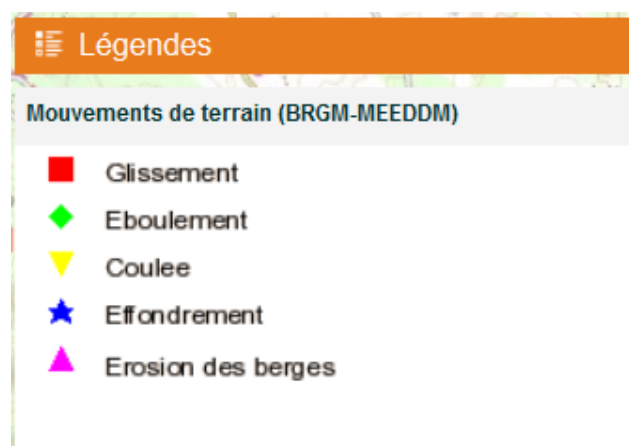 Légendes
Mouvements de terrain (BRGM-MEEDDM)
Glissement
Eboulement
Coulee
Effondrement
Erosion des berges